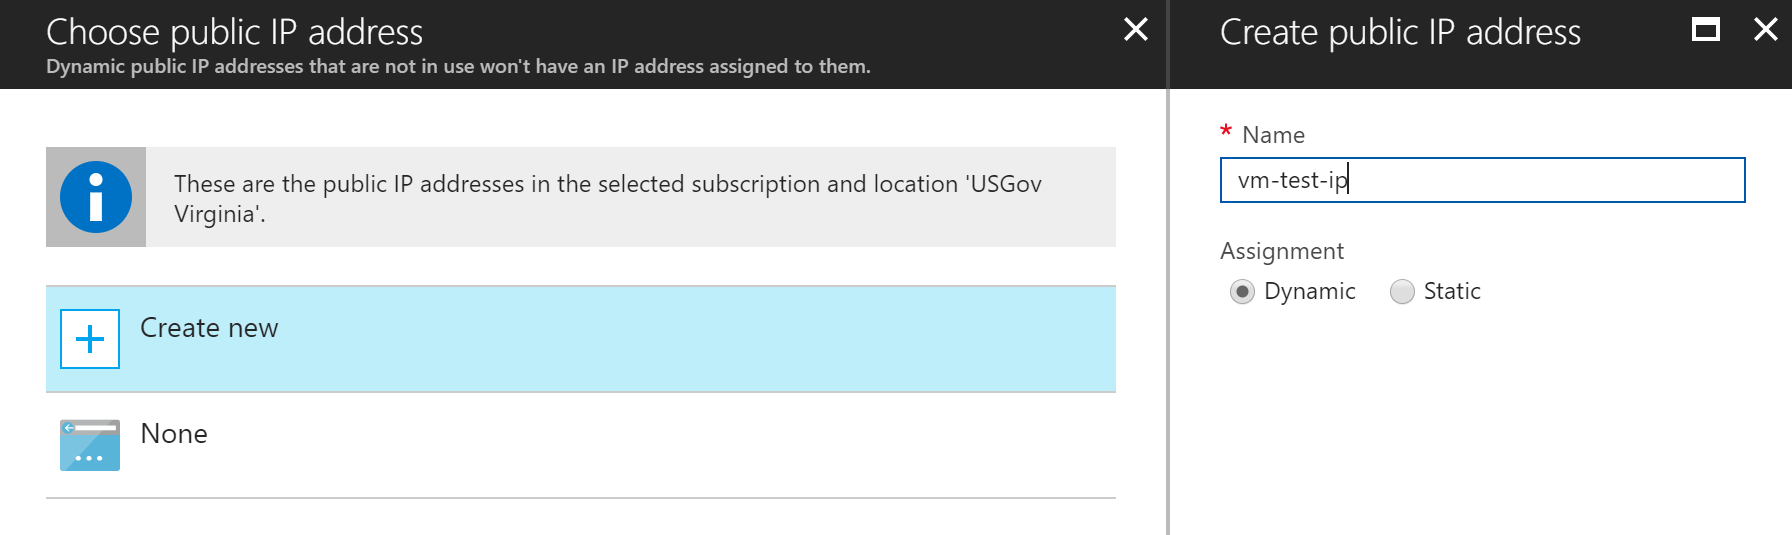 Choose public IP address
Dynamic public IP addresses that are not in use won't have an IP address assigned to them.
These are the public IP addresses in the selected subscription and location 'USGov
Virginia'.
Create new
None
Create public IP address
* Name
vm-test-ip
Assignment
Dynamic Static